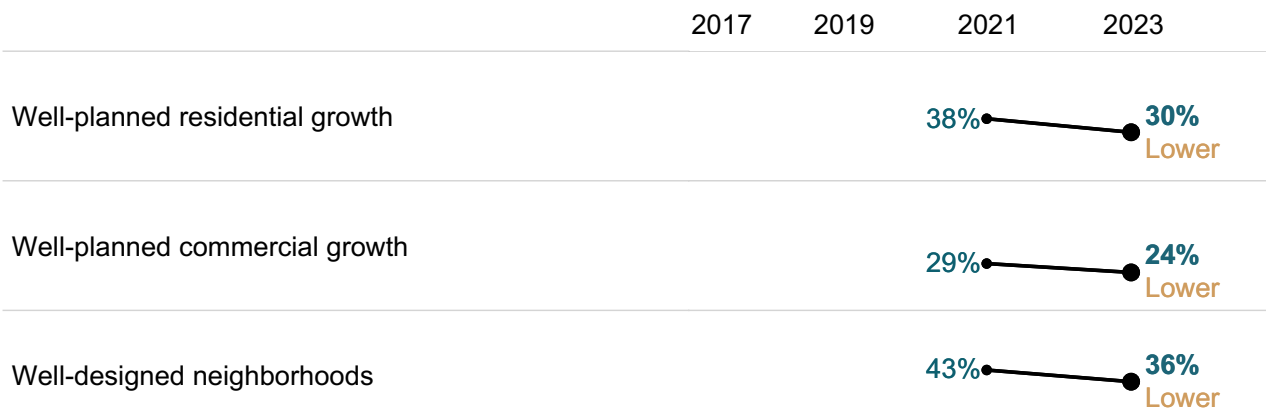 2017 2019 2021 2023
Well-planned residential growth 38% 30%
Lower
Well-planned commercial growth 29% 24%
Lower
Well-designed neighborhoods 43% 36%
Lower